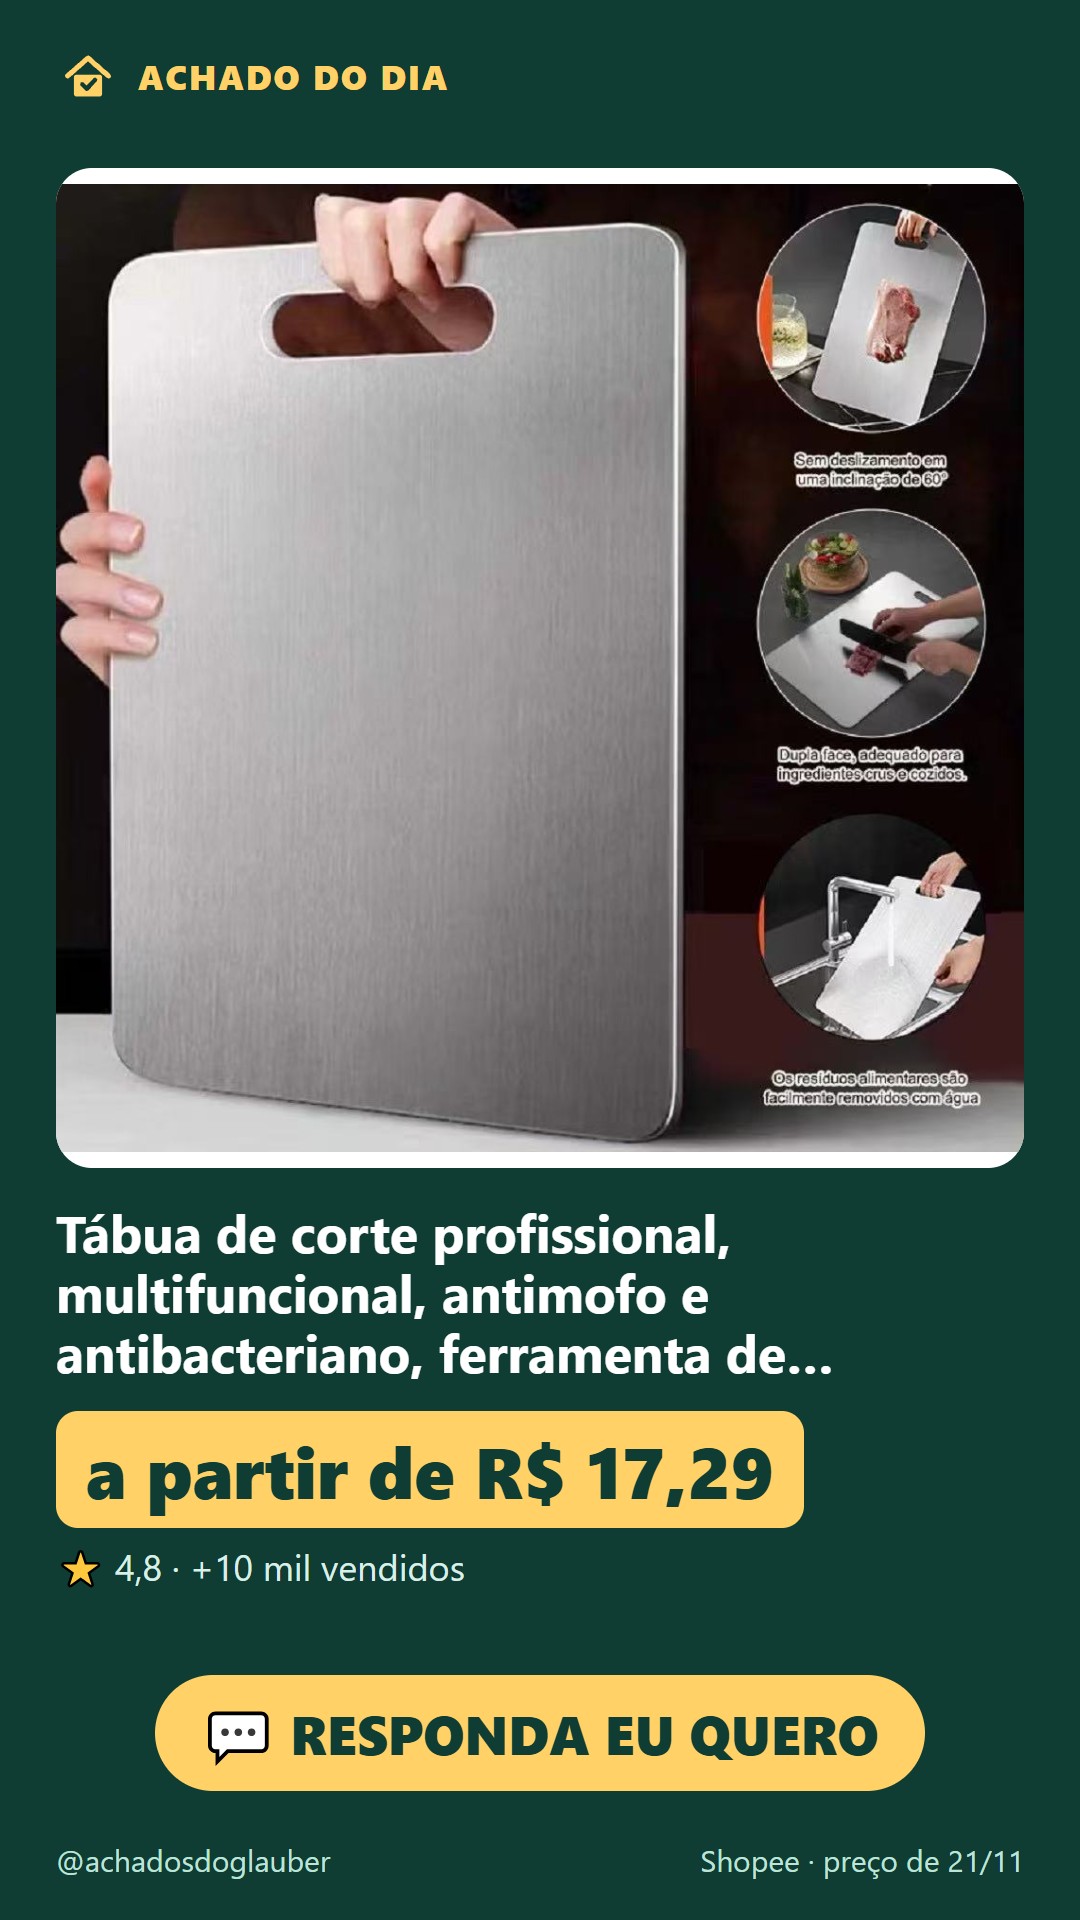 ACHADO DO DIA
Sem deslizamento em
uma inclinação de 60°
Dupla face, adequado para
ingredientes crus e cozidos.
Os resíduos alimentares são
facilmente removidos com água
Tábua de corte profissional,
multifuncional, antimofo e
antibacteriano, ferramenta de...
a partir de R$ 17,29
4,8 · +10 mil vendidos
RESPONDA EU QUERO
@achadosdoglauber
Shopee · preço de 21/11